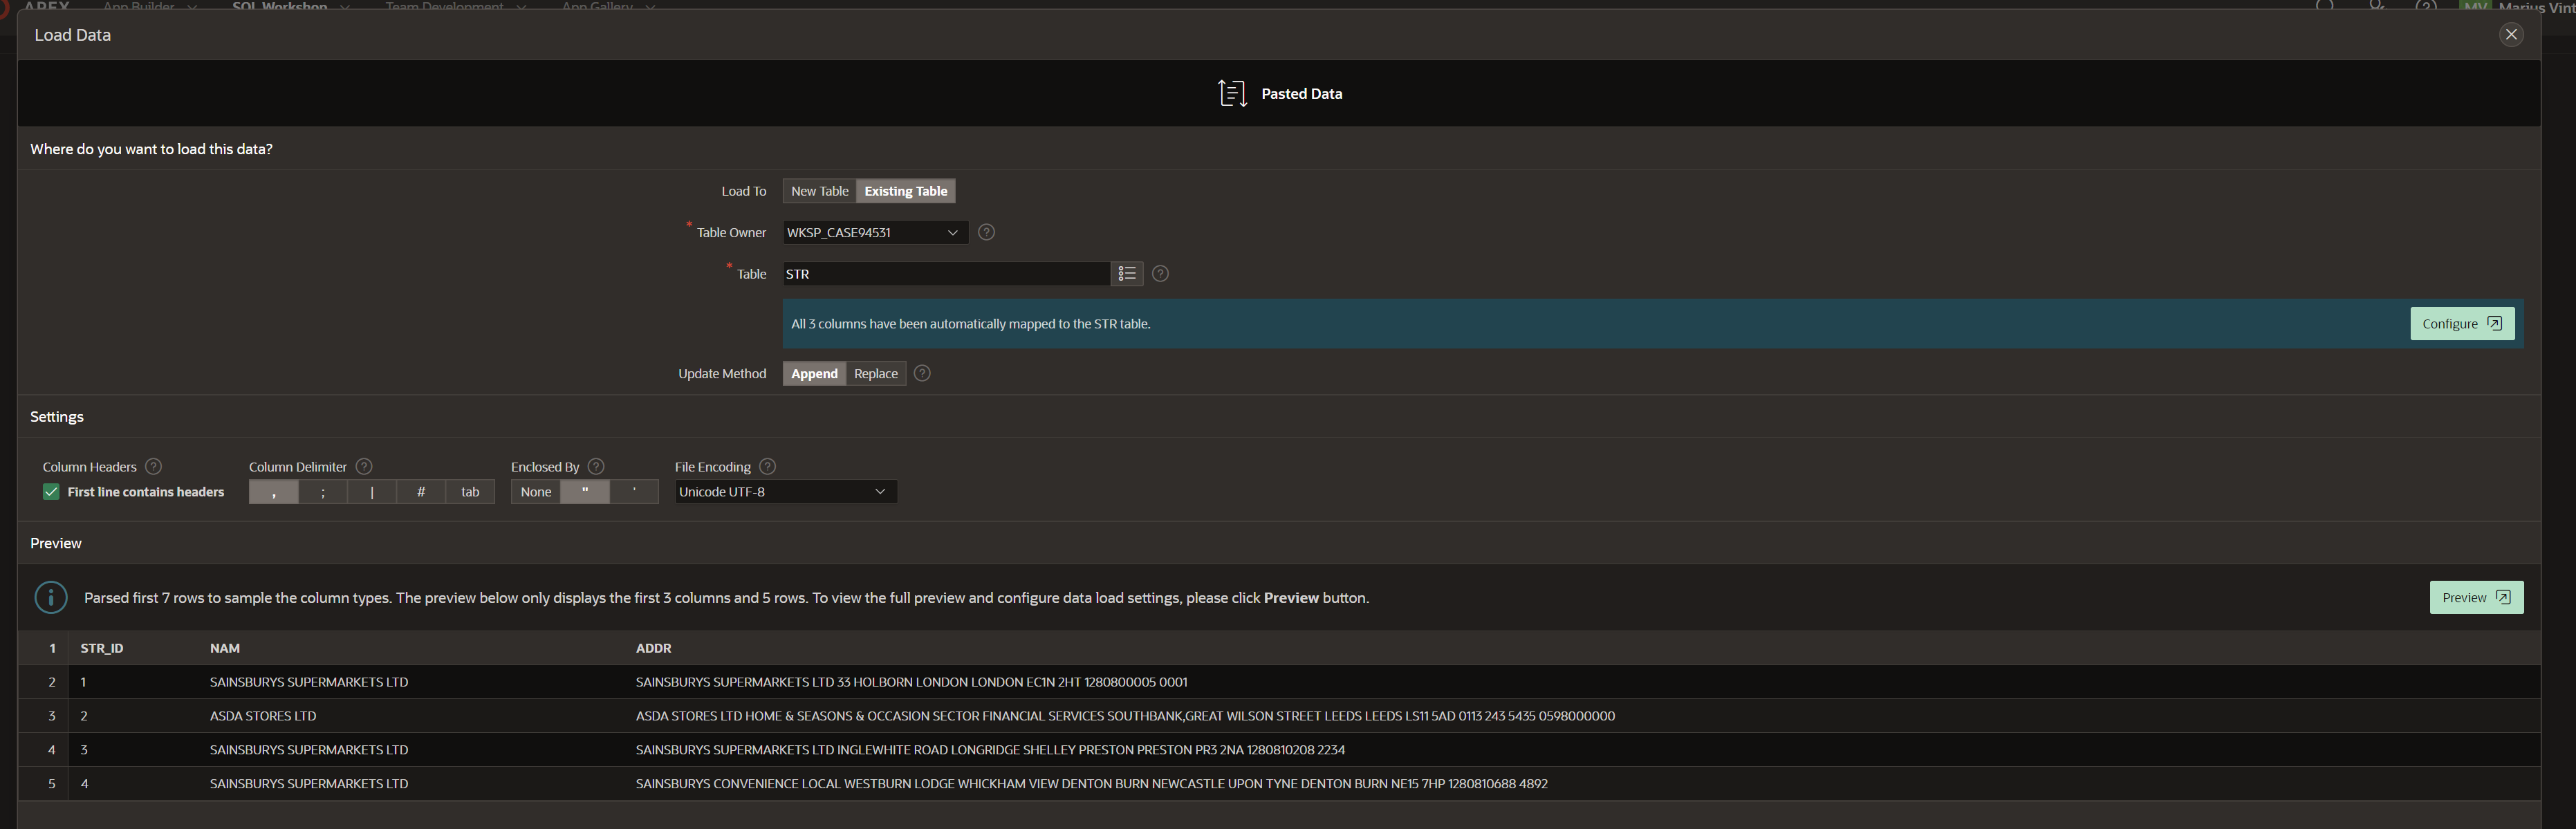 APEX App Builder SQL Workshop Team Development App Gallery MV Marius Vint
Load Data
Pasted Data
Where do you want to load this data?
Load To New Table Existing Table
* Table Owner WKSP_CASE94531 ?
* Table STR ?
All 3 columns have been automatically mapped to the STR table. Configure
Update Method Append Replace ?
Settings
Column Headers ? Column Delimiter ? Enclosed By ? File Encoding ?
First line contains headers , ; | # tab None " ' Unicode UTF-8
Preview
Parsed first 7 rows to sample the column types. The preview below only displays the first 3 columns and 5 rows. To view the full preview and configure data load settings, please click Preview button. Preview
1 STR_ID NAM ADDR
2 1 SAINSBURYS SUPERMARKETS LTD SAINSBURYS SUPERMARKETS LTD 33 HOLBORN LONDON LONDON EC1N 2HT 1280800005 0001
3 2 ASDA STORES LTD ASDA STORES LTD HOME & SEASONS & OCCASION SECTOR FINANCIAL SERVICES SOUTHBANK,GREAT WILSON STREET LEEDS LEEDS LS11 5AD 0113 243 5435 0598000000
4 3 SAINSBURYS SUPERMARKETS LTD SAINSBURYS SUPERMARKETS LTD INGLEWHITE ROAD LONGRIDGE SHELLEY PRESTON PRESTON PR3 2NA 1280810208 2234
5 4 SAINSBURYS SUPERMARKETS LTD SAINSBURYS CONVENIENCE LOCAL WESTBURN LODGE WHICKHAM VIEW DENTON BURN NEWCASTLE UPON TYNE DENTON BURN NE15 7HP 1280810688 4892